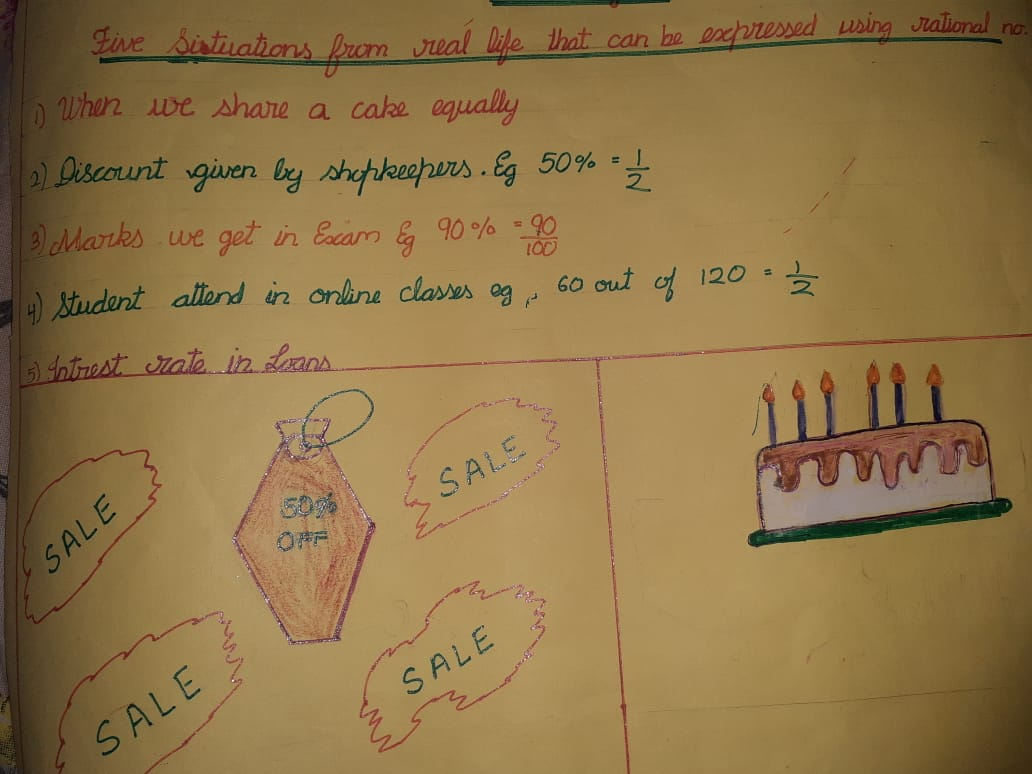 Five Sistuations from real life that can be expressed using rational no.
1) When we share a cake equally
2) Discount given by shopkeepers. Eg 50% = 1/2
3) Marks we get in Exam Eg 90% = 90/100
4) Student attend in online classes eg, 60 out of 120 = 1/2
5) Intrest rate in Loans
SALE
50%
OFF
SALE
SALE
SALE